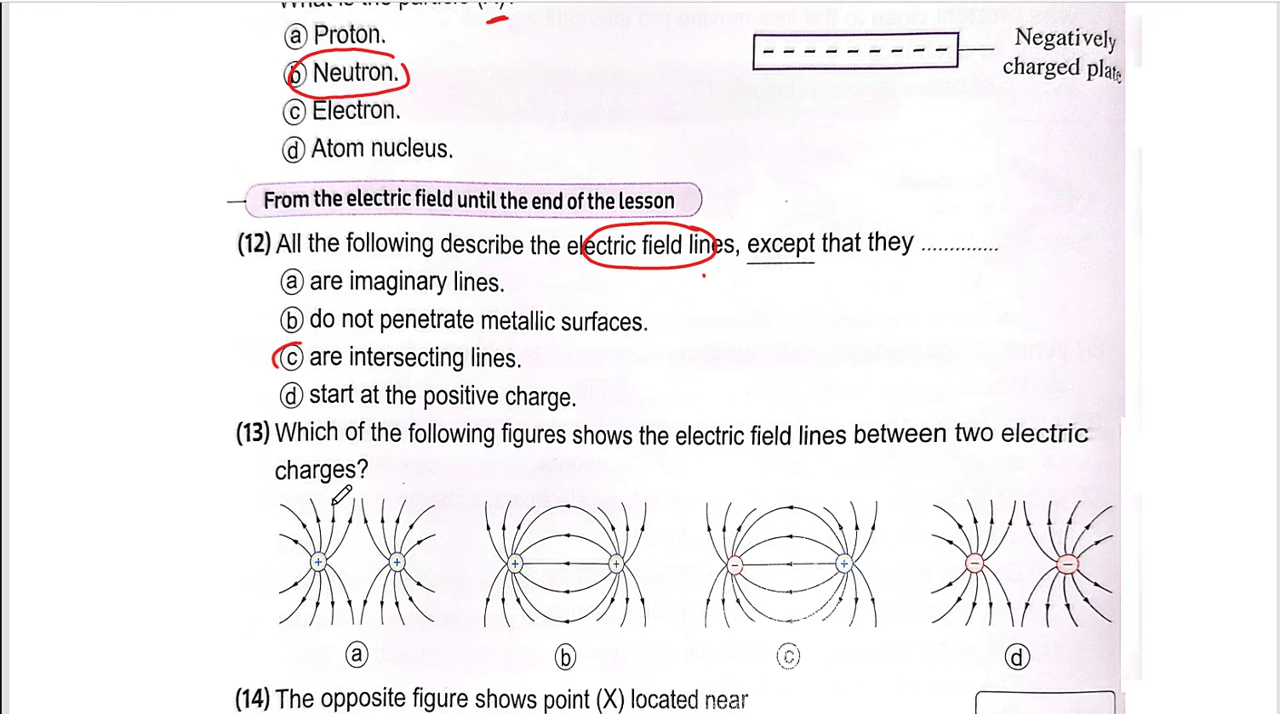 a Proton.
b Neutron.
c Electron.
d Atom nucleus.
Negatively
charged plate
From the electric field until the end of the lesson
(12) All the following describe the electric field lines, except that they ..............
a are imaginary lines.
b do not penetrate metallic surfaces.
c are intersecting lines.
d start at the positive charge.
(13) Which of the following figures shows the electric field lines between two electric
charges?
+ + + + - + - -
a b c d
(14) The opposite figure shows point (X) located near